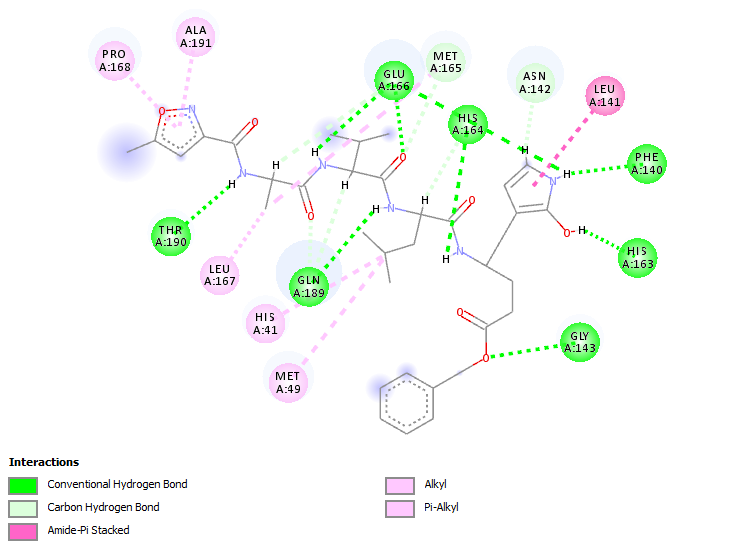 ALA
A:191
PRO
A:168
MET
A:165
GLU
A:166
ASN
A:142
LEU
A:141
HIS
A:164
O
N
O
H
N
H
N
H
O
H
N
PHE
A:140
H
N
H
O
H
N
H
O
THR
A:190
O
O
H
HIS
A:163
H
N
LEU
A:167
GLN
A:189
HIS
A:41
O
GLY
A:143
O
MET
A:49
Interactions
Conventional Hydrogen Bond
Alkyl
Carbon Hydrogen Bond
Pi-Alkyl
Amide-Pi Stacked